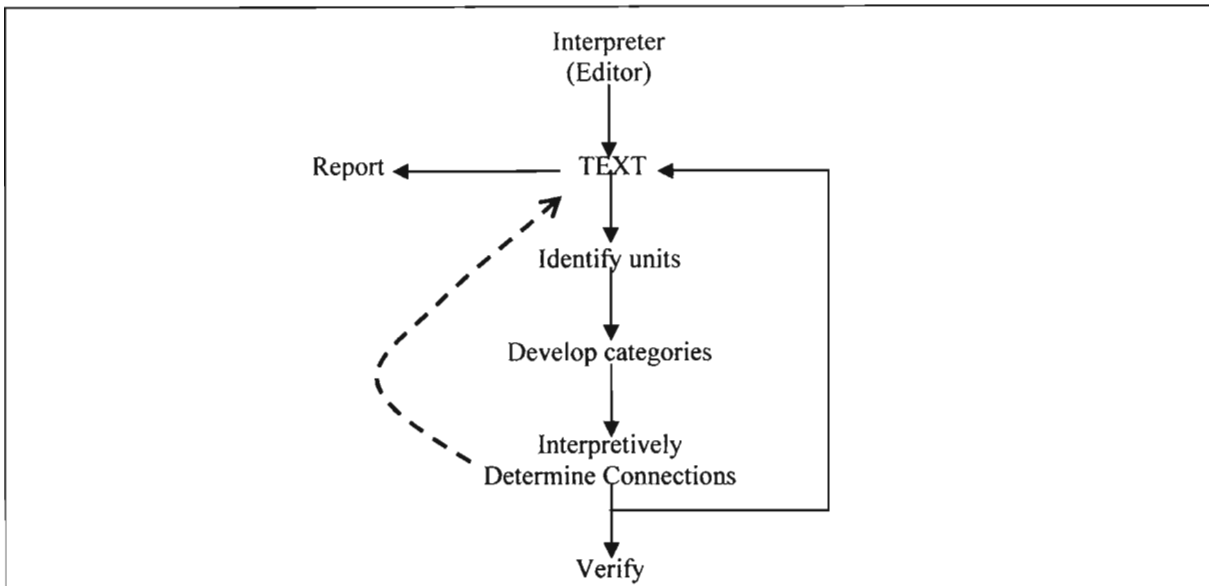 Interpreter
(Editor)
Report
TEXT
Identify units
Develop categories
Interpretively
Determine Connections
Verify